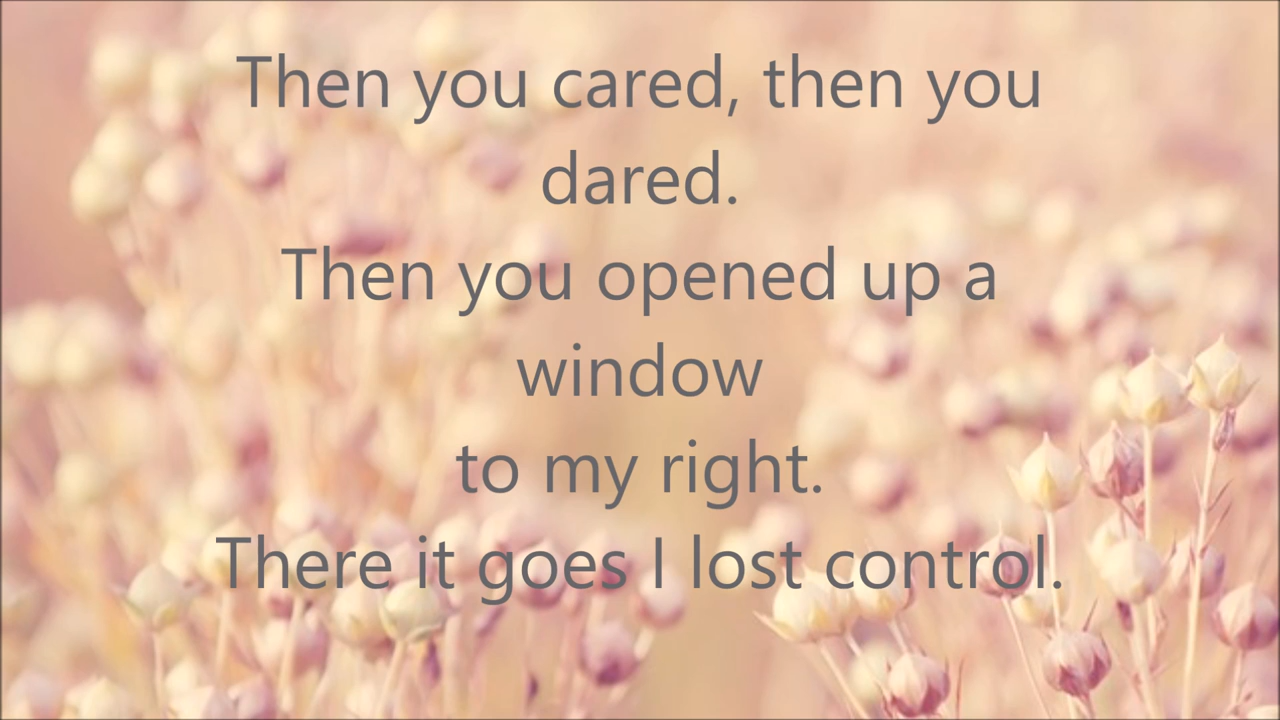 Then you cared, then you
dared.
Then you opened up a
window
to my right.
There it goes I lost control.